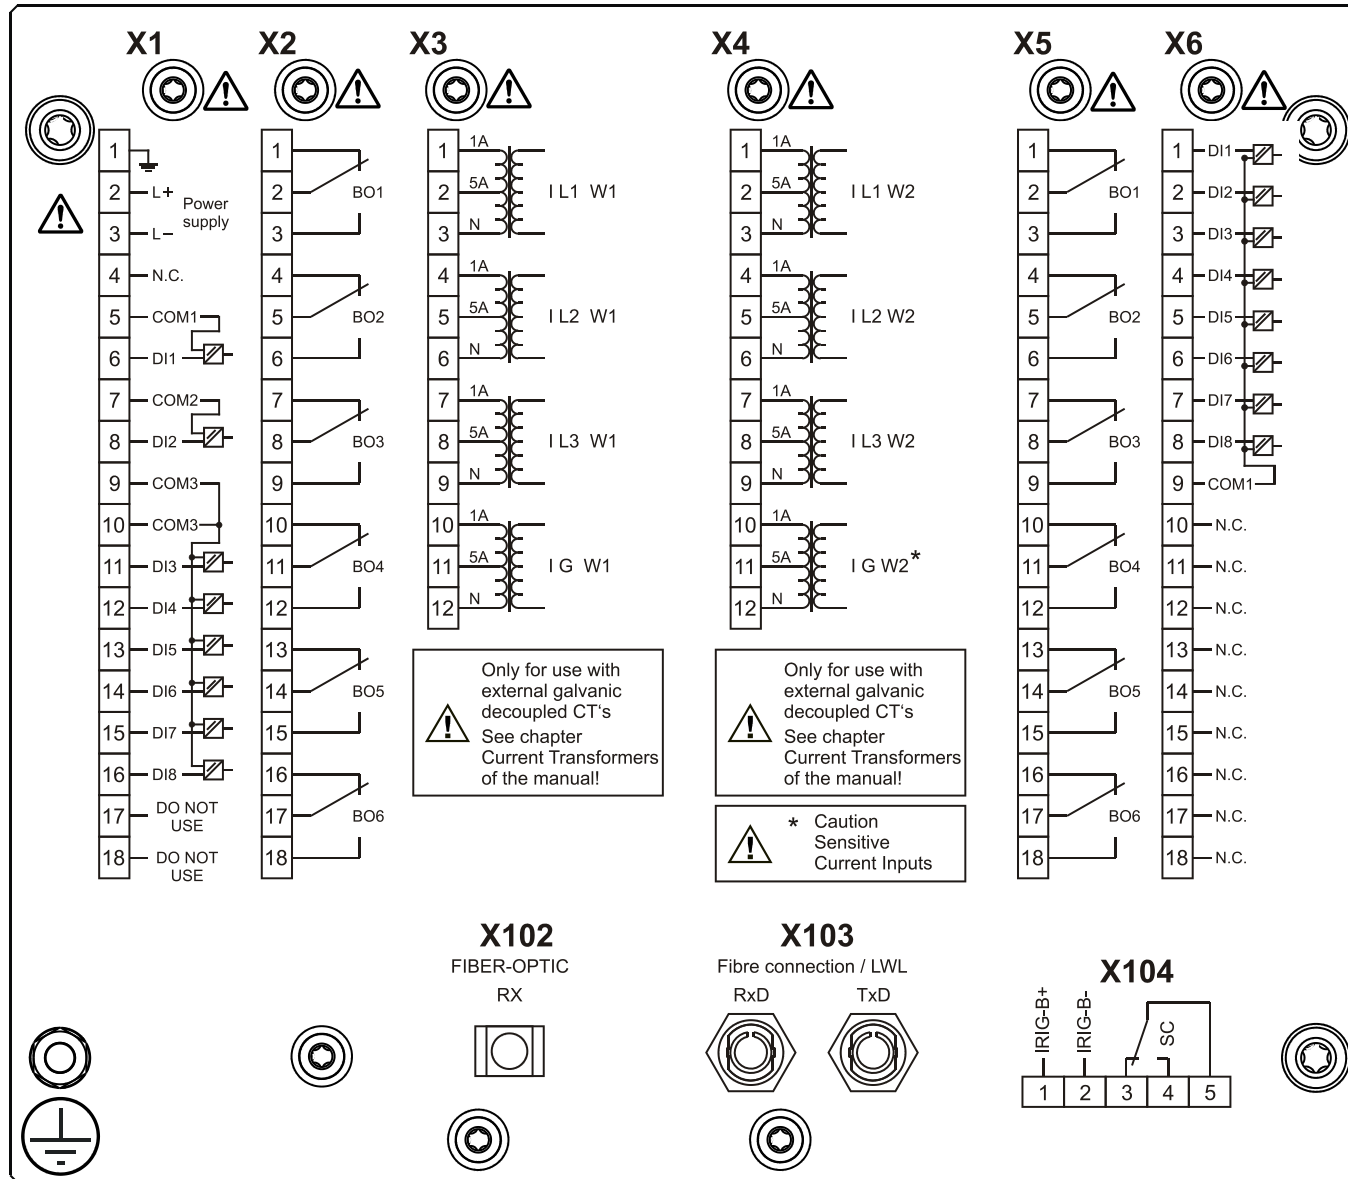 X1
X2
X3
X4
X5
X6
1
2 L+
Power
supply
3 L−
4 N.C.
5 COM1
6 DI1
7 COM2
8 DI2
9 COM3
10 COM3
11 DI3
12 DI4
13 DI5
14 DI6
15 DI7
16 DI8
17 DO NOT
USE
18 DO NOT
USE
1
2 BO1
3
4
5 BO2
6
7
8 BO3
9
10
11 BO4
12
13
14 BO5
15
16
17 BO6
18
1 1A
2 5A I L1 W1
3 N
4 1A
5 5A I L2 W1
6 N
7 1A
8 5A I L3 W1
9 N
10 1A
11 5A I G W1
12 N
Only for use with
external galvanic
decoupled CT's
See chapter
Current Transformers
of the manual!
1 1A
2 5A I L1 W2
3 N
4 1A
5 5A I L2 W2
6 N
7 1A
8 5A I L3 W2
9 N
10 1A
11 5A I G W2*
12 N
Only for use with
external galvanic
decoupled CT's
See chapter
Current Transformers
of the manual!
* Caution
Sensitive
Current Inputs
1
2 BO1
3
4
5 BO2
6
7
8 BO3
9
10
11 BO4
12
13
14 BO5
15
16
17 BO6
18
1 DI1
2 DI2
3 DI3
4 DI4
5 DI5
6 DI6
7 DI7
8 DI8
9 COM1
10 N.C.
11 N.C.
12 N.C.
13 N.C.
14 N.C.
15 N.C.
16 N.C.
17 N.C.
18 N.C.
X102
FIBER-OPTIC
RX
X103
Fibre connection / LWL
RxD TxD
X104
IRIG-B+
IRIG-B-
SC
1 2 3 4 5